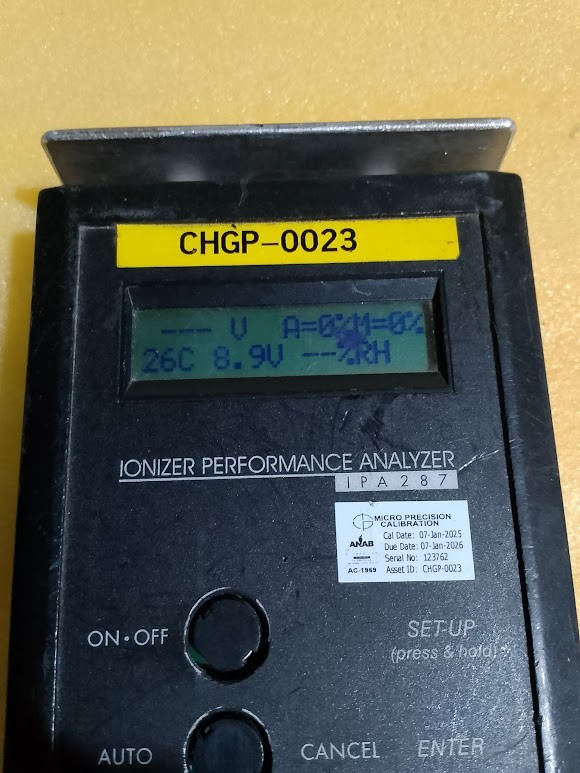 CHGP-0023
--- V A=0%M=0%
26C 8.9V --%RH
IONIZER PERFORMANCE ANALYZER
IPA287
MICRO PRECISION
CALIBRATION
Cal Date: 07-Jan-2025
Due Date: 07-Jan-2026
Serial No: 123762
Asset ID: CHGP-0023
ANAB
AC-1969
ON•OFF
SET-UP
(press & hold)
AUTO
CANCEL
ENTER